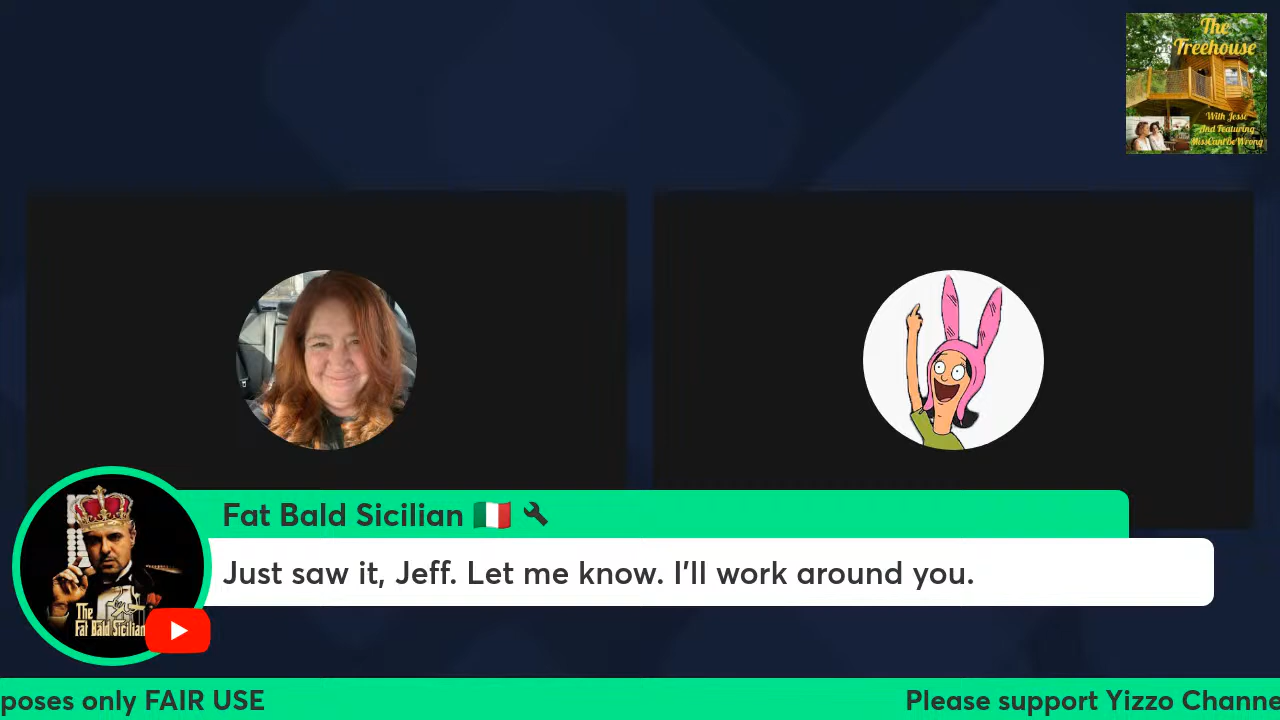 The
Treehouse
With Jesse
And Featuring
MissCantBeWrong
Fat Bald Sicilian 🇮🇹 🔧
Just saw it, Jeff. Let me know. I'll work around you.
The
Fat Bald Sicilian
poses only FAIR USE
Please support Yizzo Channe